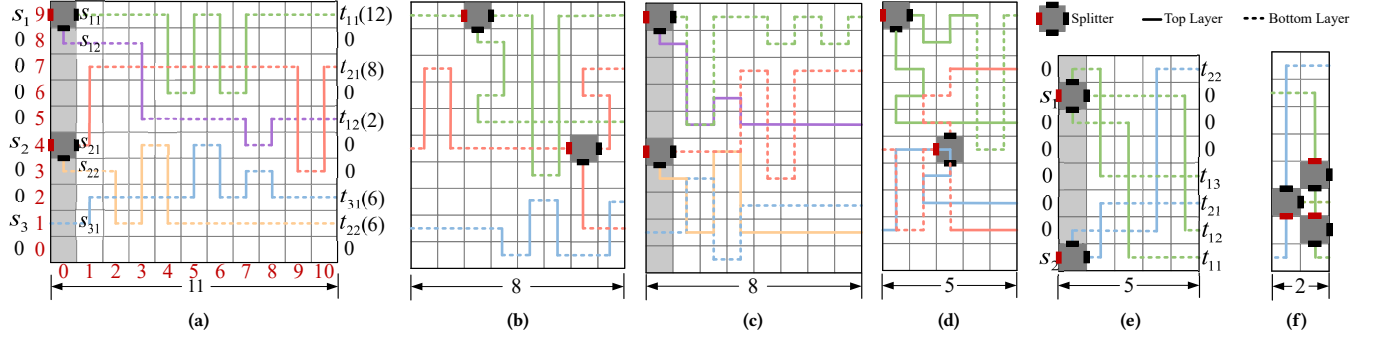 s1 9 s11 t11(12)
0 8 s12 0
0 7 t21(8)
0 6 0
0 5 t12(2)
s2 4 s21 0
0 3 s22 0
0 2 t31(6)
s3 1 s31 t22(6)
0 0 0
0 1 2 3 4 5 6 7 8 9 10
11
(a)
8
(b)
8
(c)
5
(d)
Splitter Top Layer Bottom Layer
0 t22
s1 0
0 0
0 0
0 t13
0 t21
0 t12
s2 t11
5
(e)
2
(f)